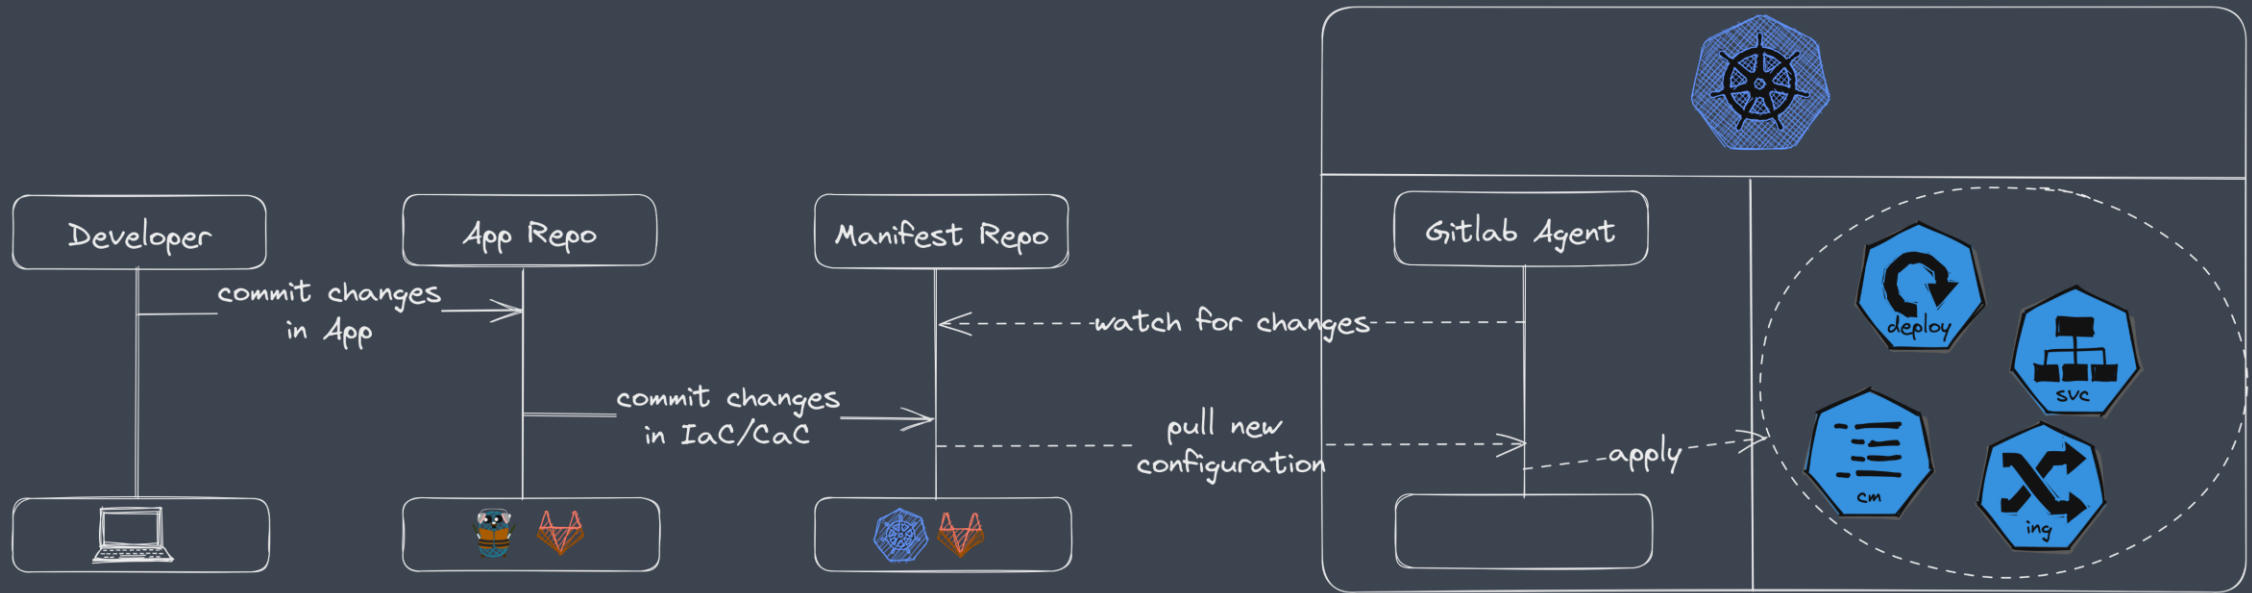 Developer
App Repo
Manifest Repo
Gitlab Agent
commit changes
in App
watch for changes
commit changes
in IaC/CaC
pull new
configuration
apply
deploy
svc
cm
ing